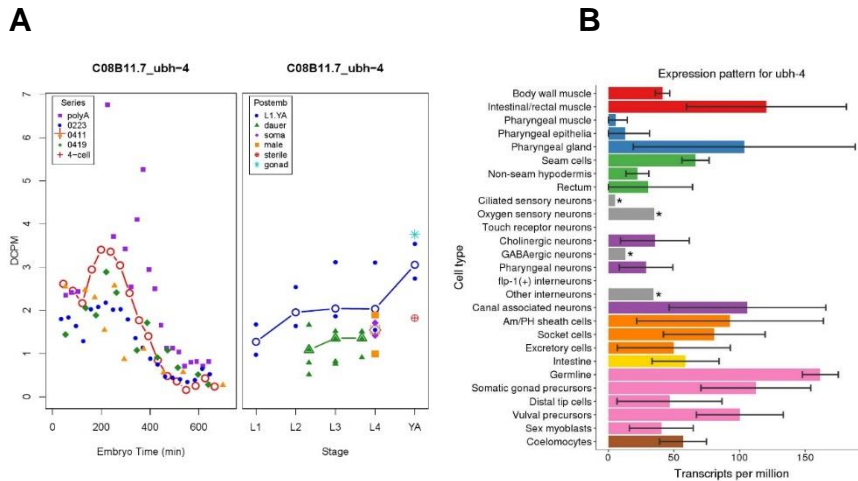 A
B
C08B11.7_ubh−4
C08B11.7_ubh−4
DCPM
7
6
5
4
3
2
1
0
Series
polyA
0223
0411
0419
4−cell
0 200 400 600
Embryo Time (min)
Postemb
L1.YA
dauer
soma
male
sterile
gonad
L1 L2 L3 L4 YA
Stage
Expression pattern for ubh-4
Cell type
Body wall muscle
Intestinal/rectal muscle
Pharyngeal muscle
Pharyngeal epithelia
Pharyngeal gland
Seam cells
Non-seam hypodermis
Rectum
Ciliated sensory neurons *
Oxygen sensory neurons *
Touch receptor neurons
Cholinergic neurons
GABAergic neurons *
Pharyngeal neurons
flp-1(+) interneurons
Other interneurons *
Canal associated neurons
Am/PH sheath cells
Socket cells
Excretory cells
Intestine
Germline
Somatic gonad precursors
Distal tip cells
Vulval precursors
Sex myoblasts
Coelomocytes
0 50 100 150
Transcripts per million